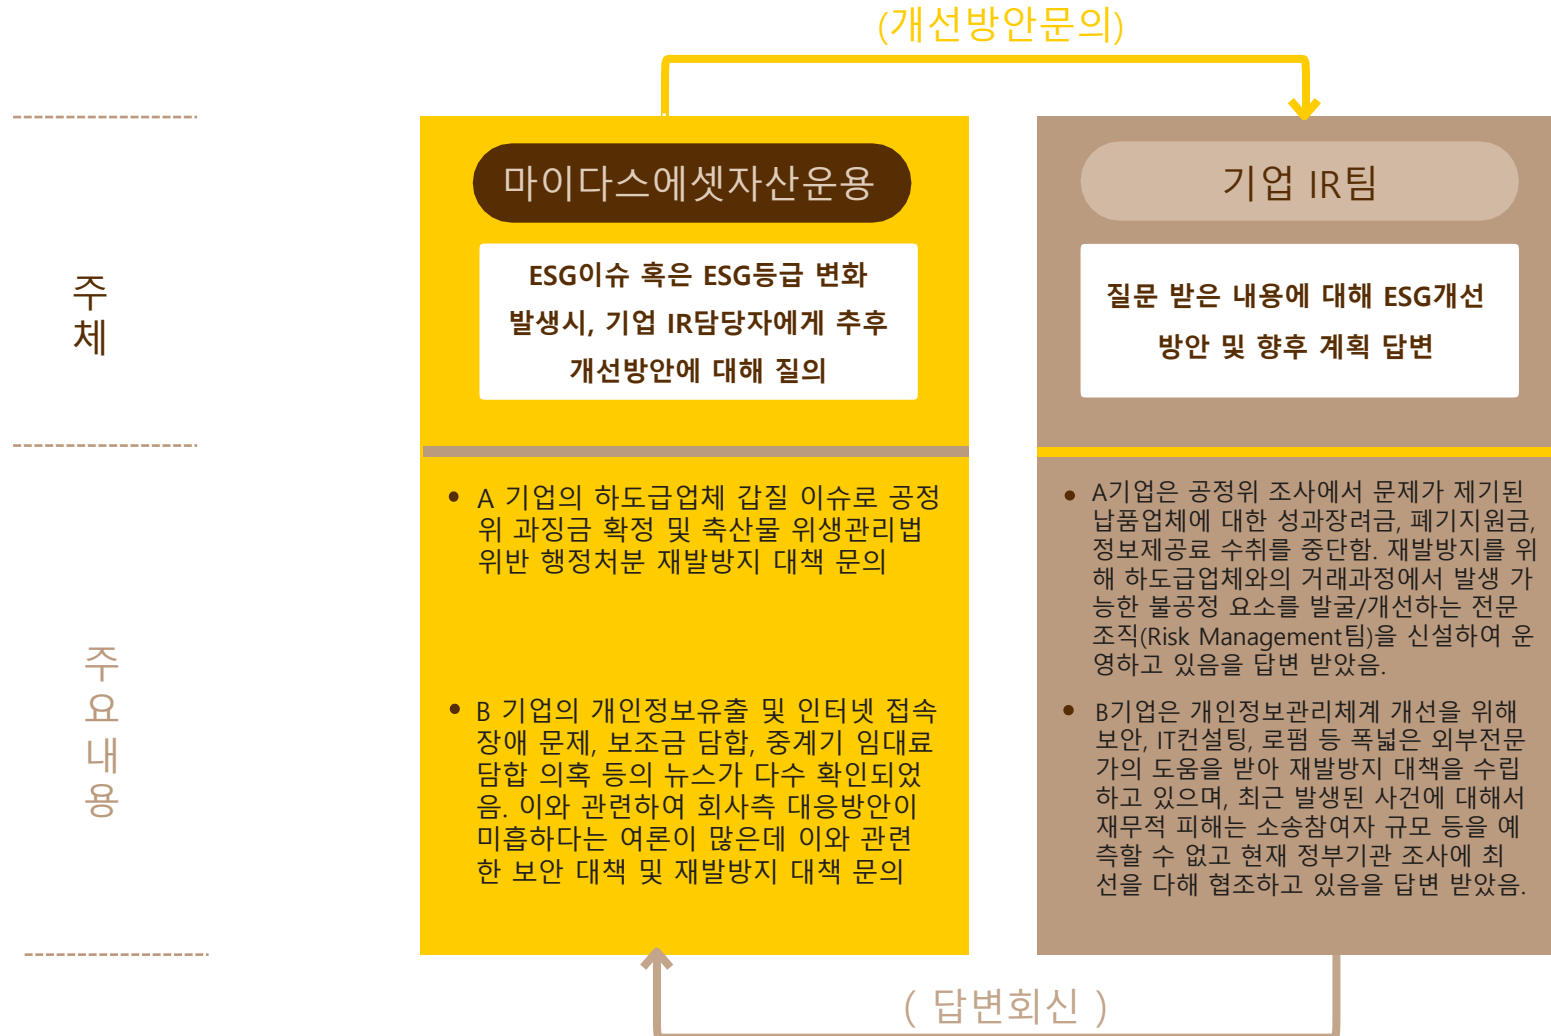 (개선방안문의)
주체
마이다스에셋자산운용
ESG이슈 혹은 ESG등급 변화
발생시, 기업 IR담당자에게 추후
개선방안에 대해 질의
기업 IR팀
질문 받은 내용에 대해 ESG개선
방안 및 향후 계획 답변
주요내용
• A 기업의 하도급업체 갑질 이슈로 공정
위 과징금 확정 및 축산물 위생관리법
위반 행정처분 재발방지 대책 문의
• B 기업의 개인정보유출 및 인터넷 접속
장애 문제, 보조금 담합, 중계기 임대료
담합 의혹 등의 뉴스가 다수 확인되었
음. 이와 관련하여 회사측 대응방안이
미흡하다는 여론이 많은데 이와 관련
한 보안 대책 및 재발방지 대책 문의
• A기업은 공정위 조사에서 문제가 제기된
납품업체에 대한 성과장려금, 폐기지원금,
정보제공료 수취를 중단함. 재발방지를 위
해 하도급업체와의 거래과정에서 발생 가
능한 불공정 요소를 발굴/개선하는 전문
조직(Risk Management팀)을 신설하여 운
영하고 있음을 답변 받았음.
• B기업은 개인정보관리체계 개선을 위해
보안, IT컨설팅, 로펌 등 폭넓은 외부전문
가의 도움을 받아 재발방지 대책을 수립
하고 있으며, 최근 발생된 사건에 대해서
재무적 피해는 소송참여자 규모 등을 예
측할 수 없고 현재 정부기관 조사에 최
선을 다해 협조하고 있음을 답변 받았음.
( 답변회신 )